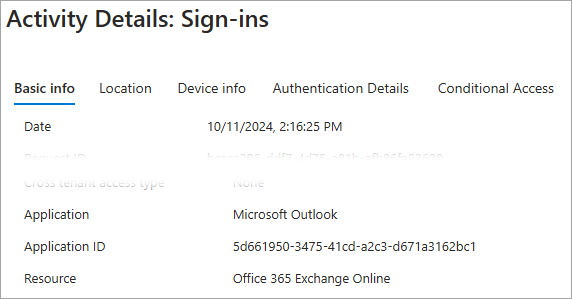 Activity Details: Sign-ins
Basic info Location Device info Authentication Details Conditional Access
Date 10/11/2024, 2:16:25 PM
Request ID
Cross tenant access type None
Application Microsoft Outlook
Application ID 5d661950-3475-41cd-a2c3-d671a3162bc1
Resource Office 365 Exchange Online